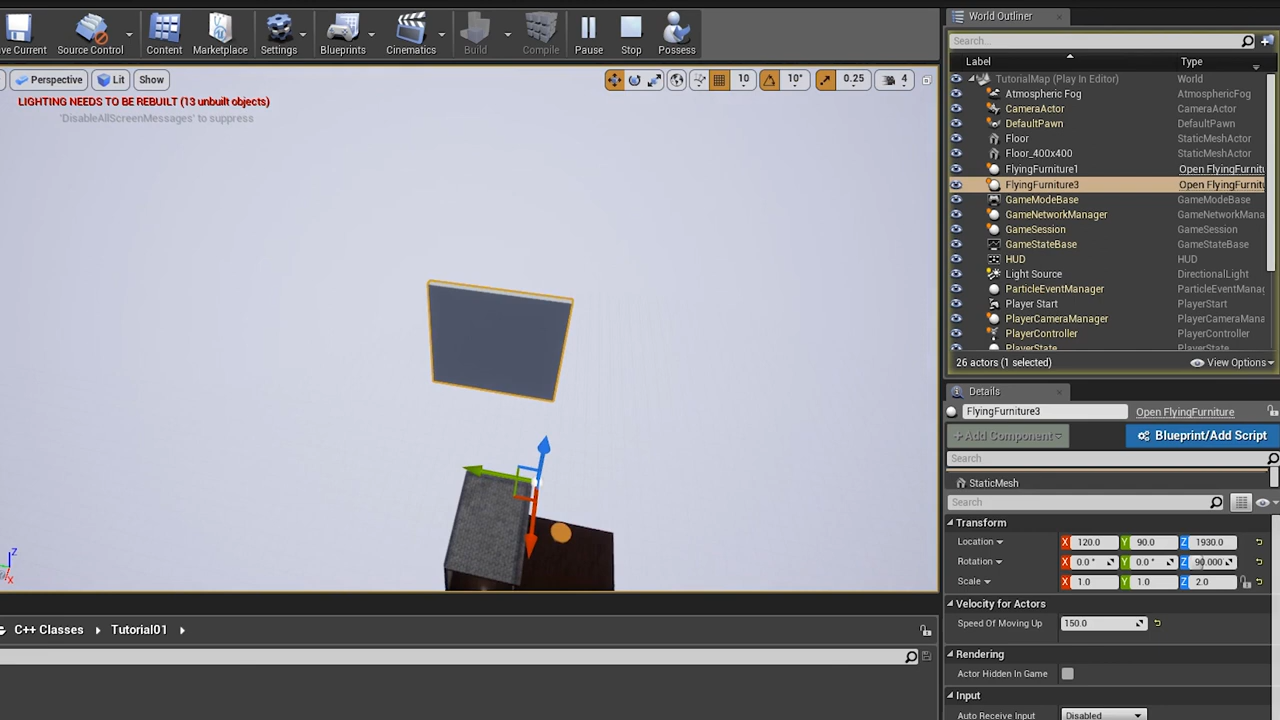 ve Current
Source Control
Content
Marketplace
Settings
Blueprints
Cinematics
Build
Compile
Pause
Stop
Possess
Perspective
Lit
Show
10
10°
0.25
4
LIGHTING NEEDS TO BE REBUILT (13 unbuilt objects)
'DisableAllScreenMessages' to suppress
Z
X
C++ Classes
Tutorial01
World Outliner
Search...
Label Type
TutorialMap (Play In Editor) World
Atmospheric Fog AtmosphericFog
CameraActor CameraActor
DefaultPawn DefaultPawn
Floor StaticMeshActor
Floor_400x400 StaticMeshActor
FlyingFurniture1 Open FlyingFurnitu
FlyingFurniture3 Open FlyingFurnitu
GameModeBase GameModeBase
GameNetworkManager GameNetworkMana
GameSession GameSession
GameStateBase GameStateBase
HUD HUD
Light Source DirectionalLight
ParticleEventManager ParticleEventManag
Player Start PlayerStart
PlayerCameraManager PlayerCameraMana
PlayerController PlayerController
PlayerState PlayerState
26 actors (1 selected) View Options
Details
FlyingFurniture3 Open FlyingFurniture
Add Component Blueprint/Add Script
Search
StaticMesh
Search
Transform
Location X 120.0 Y 90.0 Z 1930.0
Rotation X 0.0 ° Y 0.0 ° Z 90.000
Scale X 1.0 Y 1.0 Z 2.0
Velocity for Actors
Speed Of Moving Up 150.0
Rendering
Actor Hidden In Game
Input
Auto Receive Input Disabled